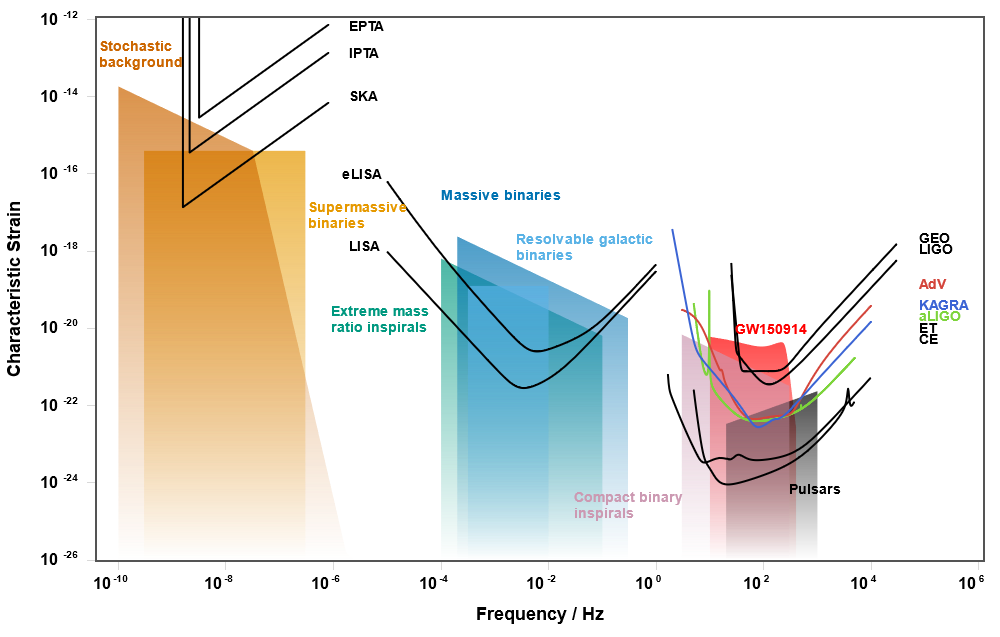 10 -12
10 -14
10 -16
10 -18
10 -20
10 -22
10 -24
10 -26
Characteristic Strain
Stochastic
background
EPTA
IPTA
SKA
eLISA
Supermassive
binaries
LISA
Massive binaries
Resolvable galactic
binaries
Extreme mass
ratio inspirals
GEO
LIGO
AdV
KAGRA
aLIGO
ET
CE
GW150914
Compact binary
inspirals
Pulsars
10 -10
10 -8
10 -6
10 -4
10 -2
10 0
10 2
10 4
10 6
Frequency / Hz